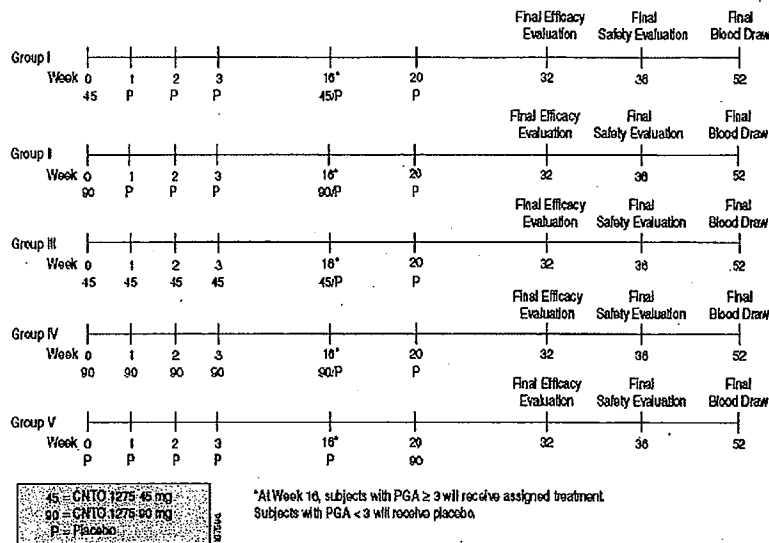 Final Efficacy Final Final
Evaluation Safety Evaluation Blood Draw
Group I
Week 0 1 2 3 16* 20 32 36 52
45 P P P 45/P P
Final Efficacy Final Final
Evaluation Safety Evaluation Blood Draw
Group II
Week 0 1 2 3 16* 20 32 36 52
90 P P P 90/P P
Final Efficacy Final Final
Evaluation Safety Evaluation Blood Draw
Group III
Week 0 1 2 3 16* 20 32 36 52
45 45 45 45 45/P P
Final Efficacy Final Final
Evaluation Safety Evaluation Blood Draw
Group IV
Week 0 1 2 3 16* 20 32 36 52
90 90 90 90 90/P P
Final Efficacy Final Final
Evaluation Safety Evaluation Blood Draw
Group V
Week 0 1 2 3 16* 20 32 36 52
P P P P P 90
45 = CNTO 1275 45 mg
90 = CNTO 1275 90 mg
P = Placebo
*At Week 16, subjects with PGA ≥ 3 will receive assigned treatment.
Subjects with PGA < 3 will receive placebo.